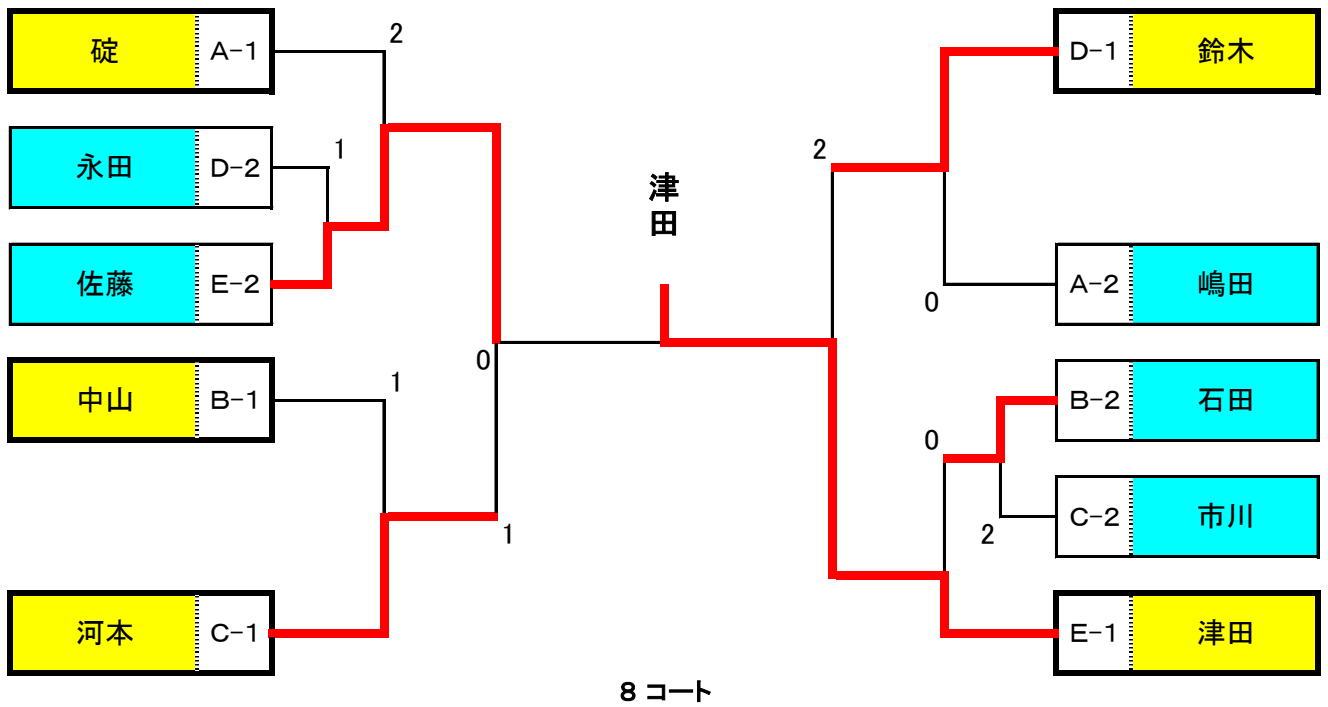 碇 A-1
2
永田 D-2
1
佐藤 E-2
0
中山 B-1
1
1
河本 C-1
津田
D-1 鈴木
2
A-2 嶋田
0
B-2 石田
0
C-2 市川
2
E-1 津田
8 コート